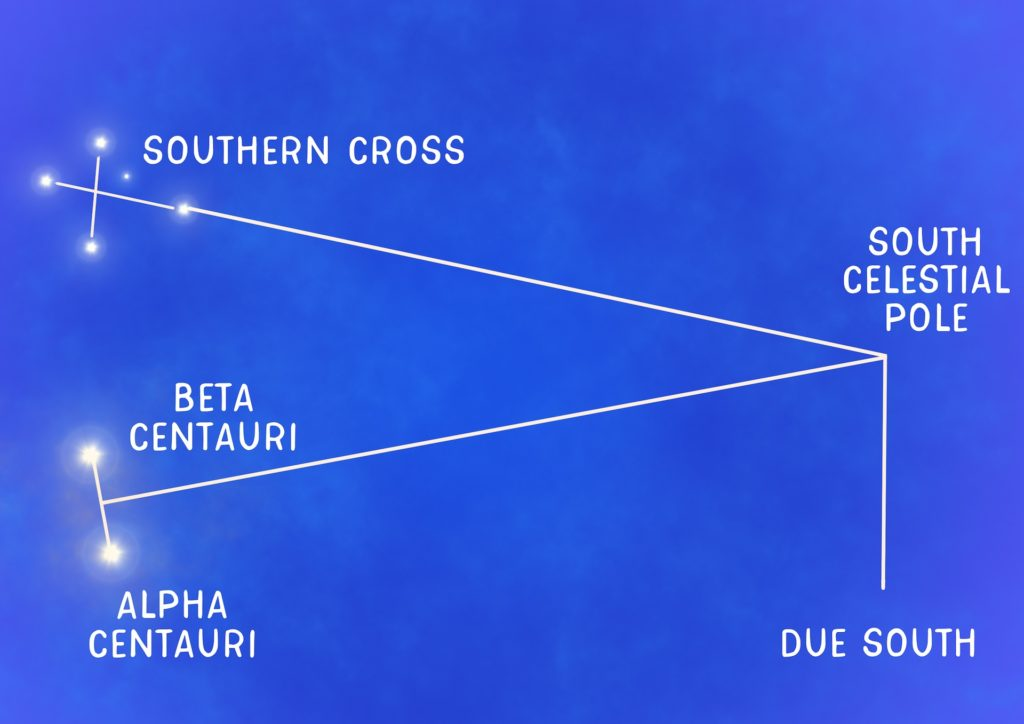 SOUTHERN CROSS
SOUTH
CELESTIAL
POLE
BETA
CENTAURI
ALPHA
CENTAURI
DUE SOUTH